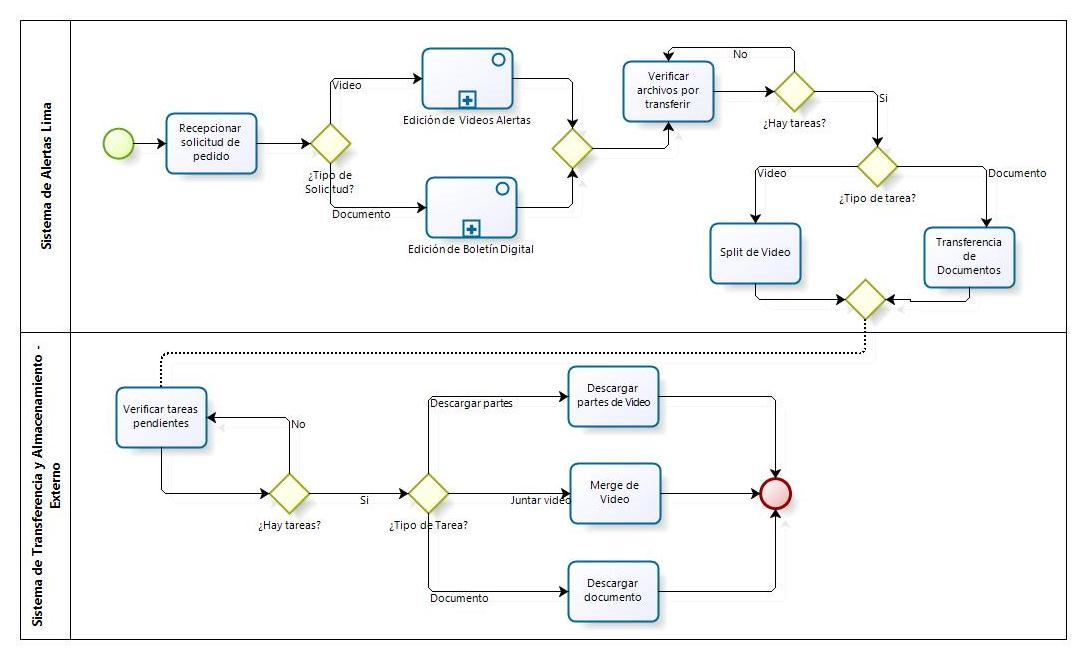 Sistema de Alertas Lima
Recepcionar
solicitud de
pedido
¿Tipo de
Solicitud?
Video
Edición de Videos Alertas
Documento
Edición de Boletín Digital
Verificar
archivos por
transferir
No
¿Hay tareas?
Si
¿Tipo de tarea?
Video
Documento
Split de Video
Transferencia
de
Documentos
Sistema de Transferencia y Almacenamiento -
Externo
Verificar tareas
pendientes
No
¿Hay tareas?
Si
¿Tipo de Tarea?
Descargar partes
Descargar
partes de Video
Juntar video
Merge de
Video
Documento
Descargar
documento